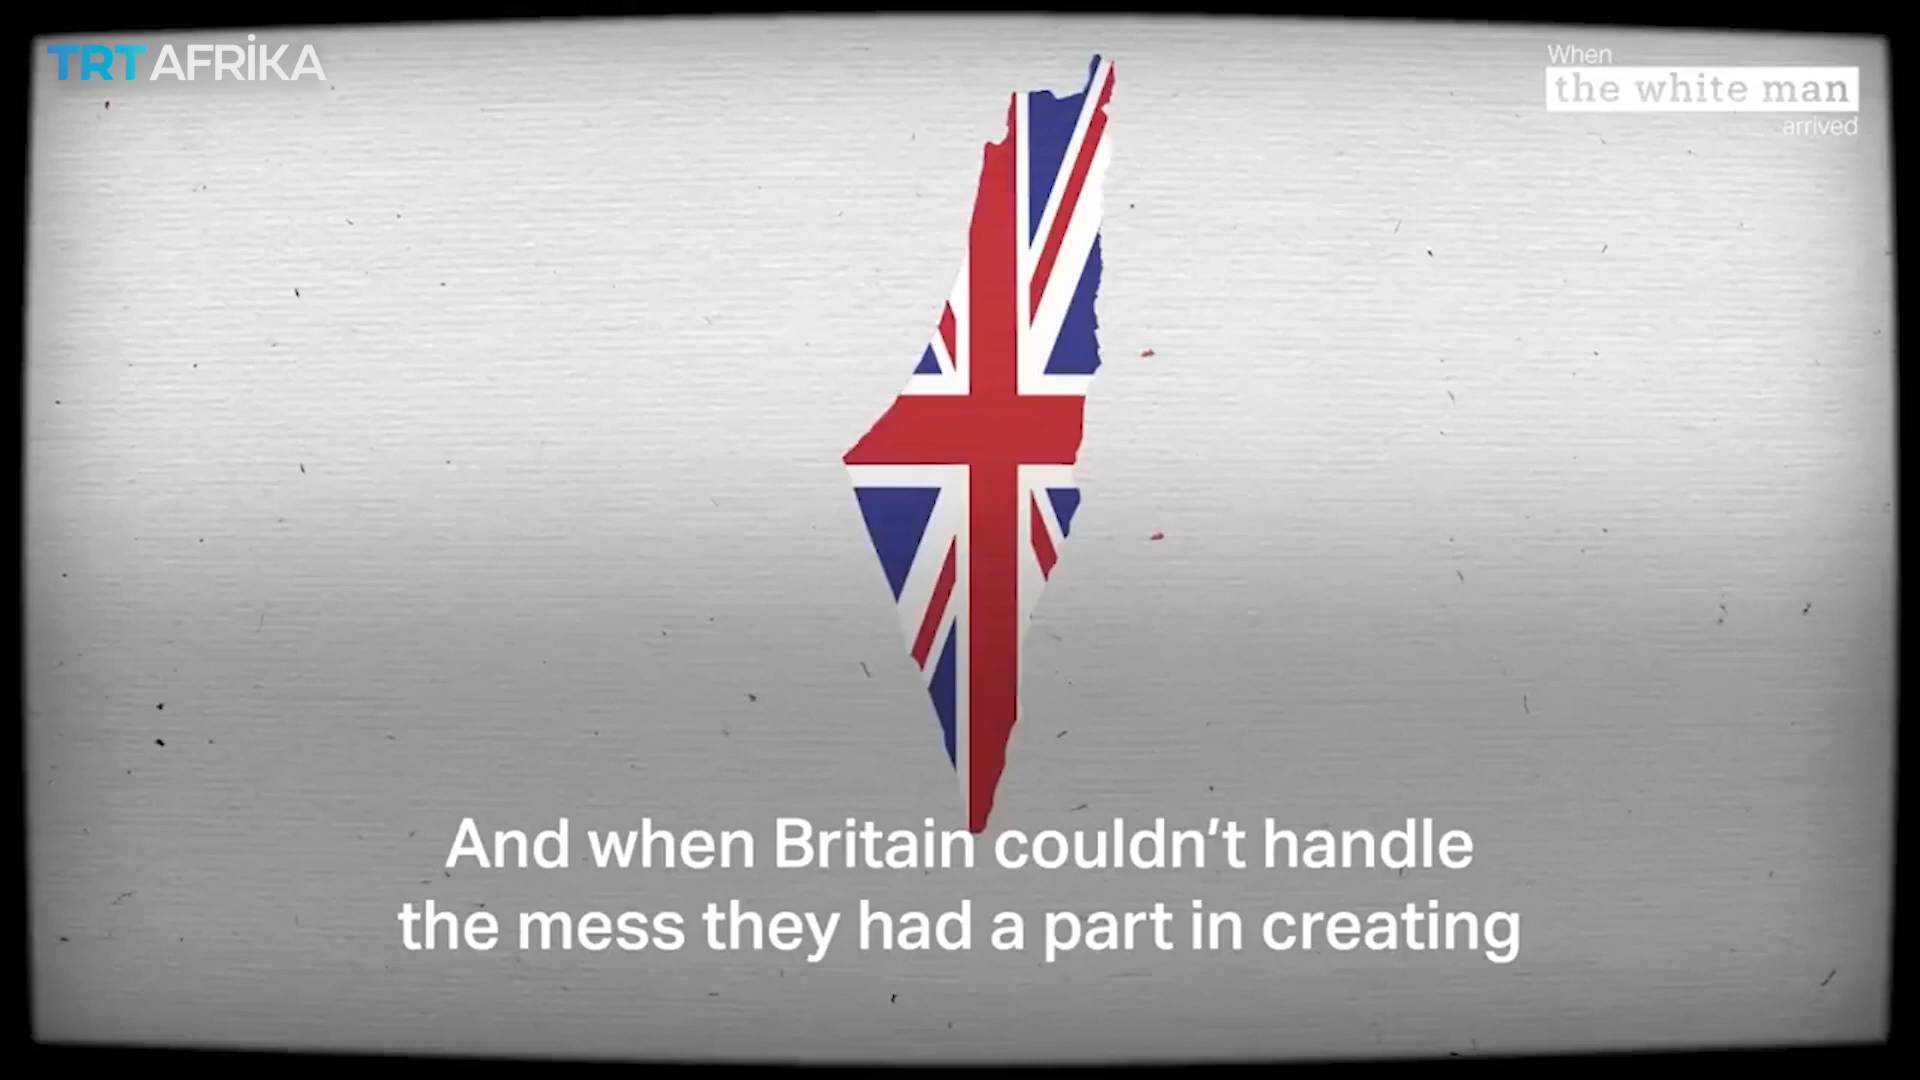 TRT AFRİKA
When
the white man
arrived
And when Britain couldn't handle
the mess they had a part in creating